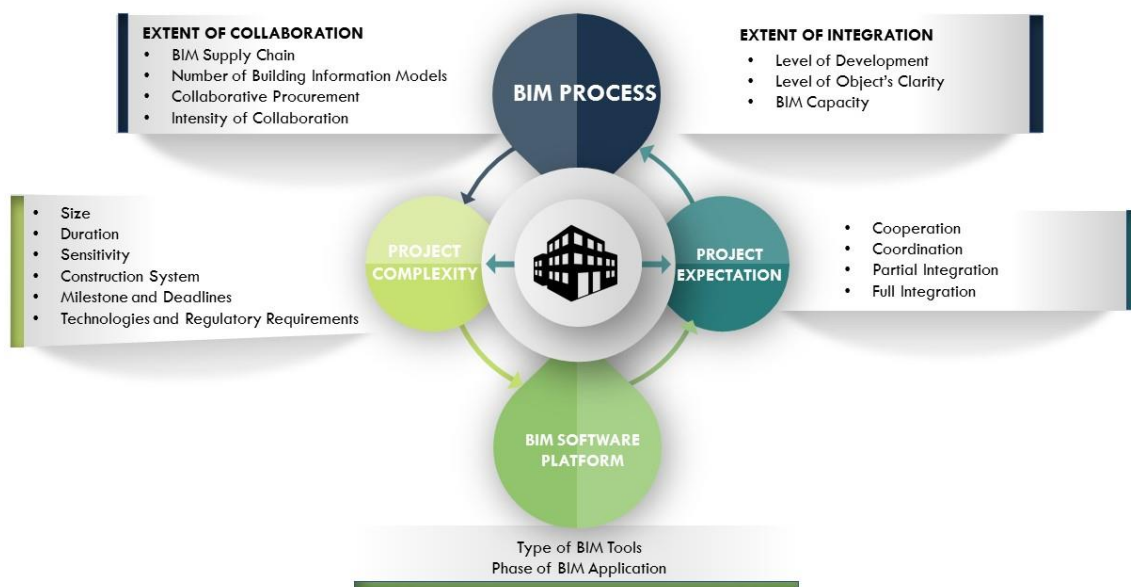 EXTENT OF COLLABORATION
• BIM Supply Chain
• Number of Building Information Models
• Collaborative Procurement
• Intensity of Collaboration
BIM PROCESS
EXTENT OF INTEGRATION
• Level of Development
• Level of Object's Clarity
• BIM Capacity
• Size
• Duration
• Sensitivity
• Construction System
• Milestone and Deadlines
• Technologies and Regulatory Requirements
PROJECT
COMPLEXITY
PROJECT
EXPECTATION
• Cooperation
• Coordination
• Partial Integration
• Full Integration
BIM SOFTWARE
PLATFORM
Type of BIM Tools
Phase of BIM Application